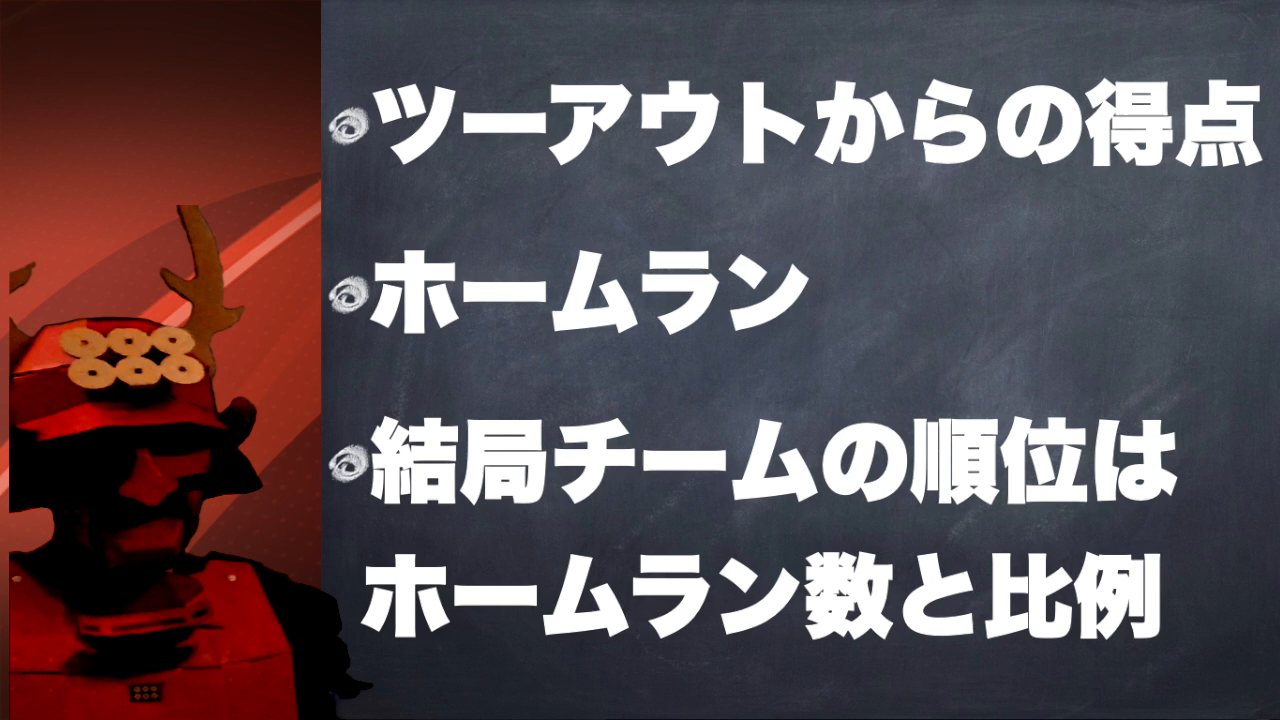 ツーアウトからの得点
ホームラン
結局チームの順位は
ホームラン数と比例